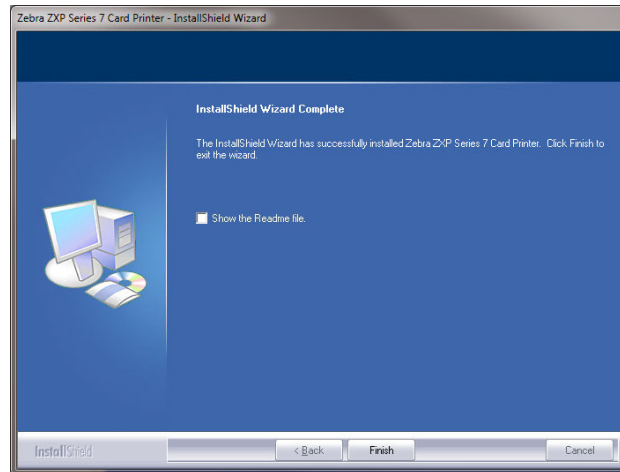 Zebra ZXP Series 7 Card Printer - InstallShield Wizard
InstallShield Wizard Complete
The InstallShield Wizard has successfully installed Zebra ZXP Series 7 Card Printer. Click Finish to
exit the wizard.
Show the Readme file.
InstallShield
< Back
Finish
Cancel